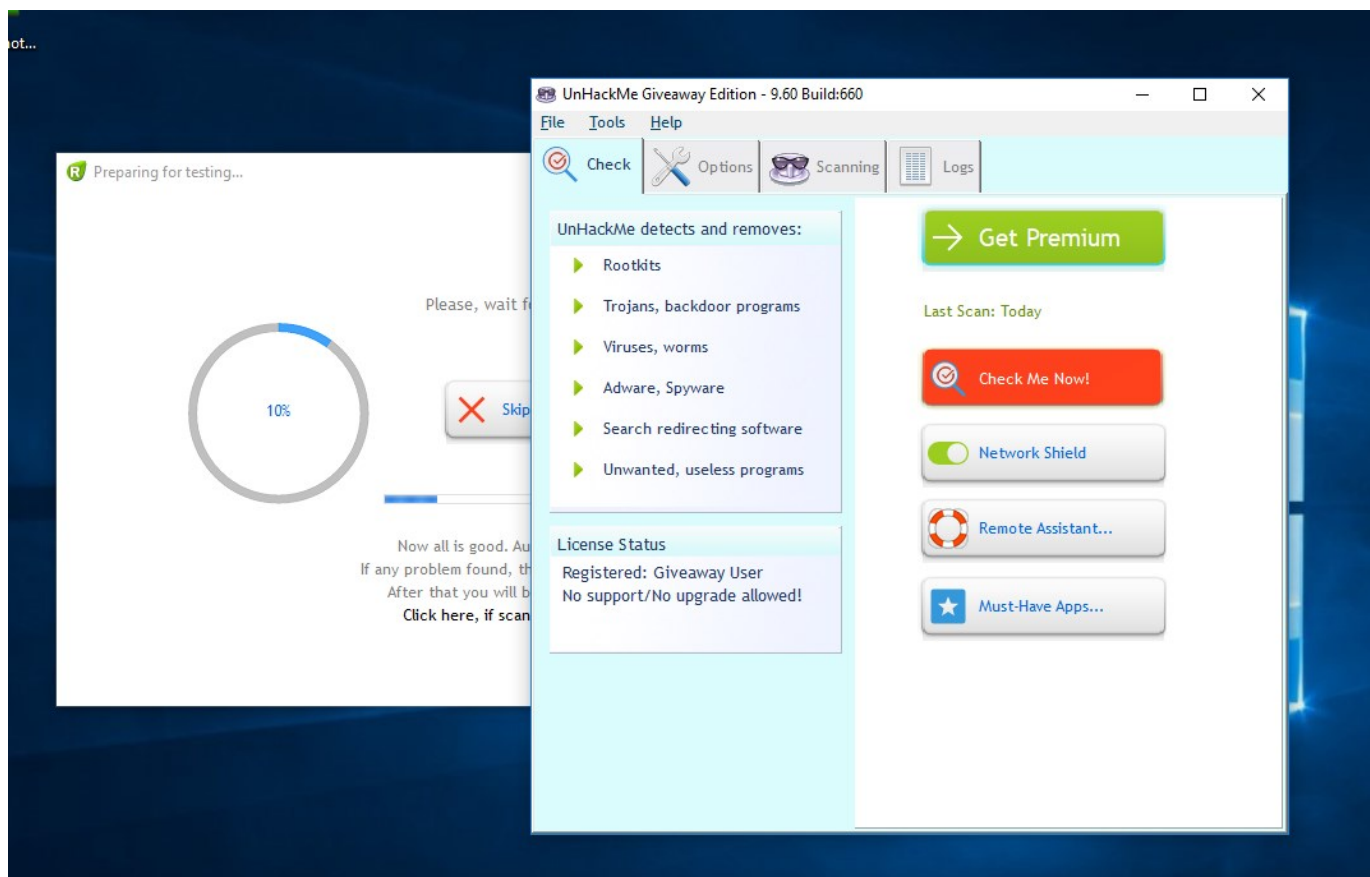 ot...
Preparing for testing...
Please, wait
10%
Skip
Now all is good.
If any problem found,
After that you will
Click here, if scan
UnHackMe Giveaway Edition - 9.60 Build:660
File Tools Help
Check Options Scanning Logs
UnHackMe detects and removes:
Rootkits
Trojans, backdoor programs
Viruses, worms
Adware, Spyware
Search redirecting software
Unwanted, useless programs
License Status
Registered: Giveaway User
No support/No upgrade allowed!
Get Premium
Last Scan: Today
Check Me Now!
Network Shield
Remote Assistant...
Must-Have Apps...